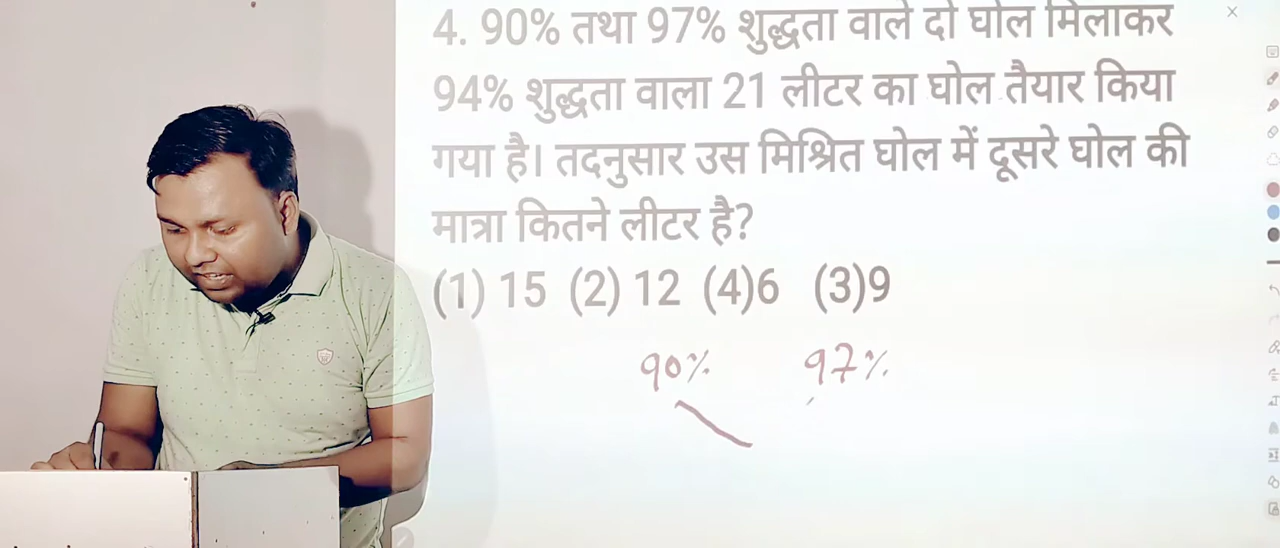 4. 90% तथा 97% शुद्धता वाले दो घोल मिलाकर
94% शुद्धता वाला 21 लीटर का घोल तैयार किया
गया है। तदनुसार उस मिश्रित घोल में दूसरे घोल की
मात्रा कितने लीटर है?
(1) 15 (2) 12 (4)6 (3)9
90% 97%